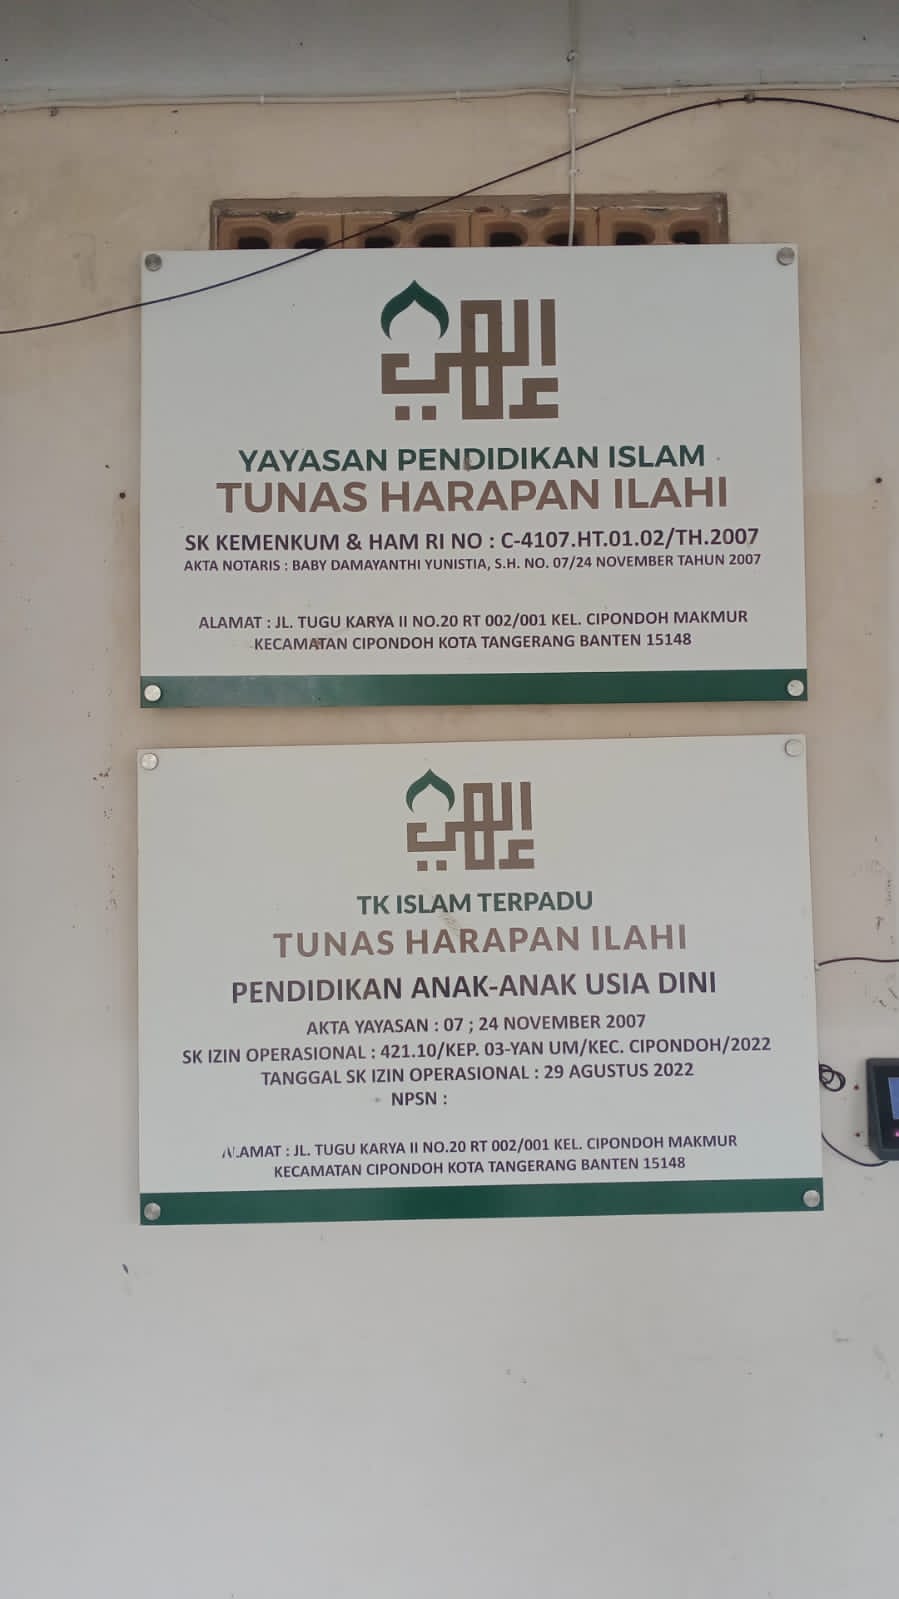 YAYASAN PENDIDIKAN ISLAM
TUNAS HARAPAN ILAHI
SK KEMENKUM & HAM RI NO : C-4107.HT.01.02/TH.2007
AKTA NOTARIS : BABY DAMAYANTHI YUNISTIA, S.H. NO. 07/24 NOVEMBER TAHUN 2007
ALAMAT : JL. TUGU KARYA II NO.20 RT 002/001 KEL. CIPONDOH MAKMUR
KECAMATAN CIPONDOH KOTA TANGERANG BANTEN 15148
TK ISLAM TERPADU
TUNAS HARAPAN ILAHI
PENDIDIKAN ANAK-ANAK USIA DINI
AKTA YAYASAN : 07 ; 24 NOVEMBER 2007
SK IZIN OPERASIONAL : 421.10/KEP. 03-YAN UM/KEC. CIPONDOH/2022
TANGGAL SK IZIN OPERASIONAL : 29 AGUSTUS 2022
NPSN :
ALAMAT : JL. TUGU KARYA II NO.20 RT 002/001 KEL. CIPONDOH MAKMUR
KECAMATAN CIPONDOH KOTA TANGERANG BANTEN 15148